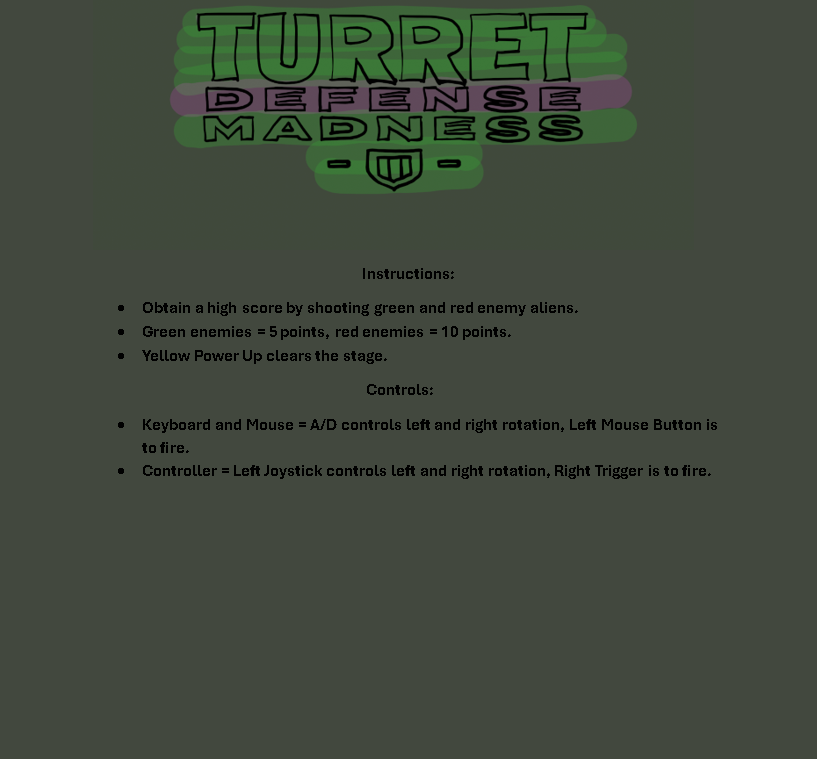 TURRET
DEFENSE
MADNESS
Instructions:
• Obtain a high score by shooting green and red enemy aliens.
• Green enemies = 5 points, red enemies = 10 points.
• Yellow Power Up clears the stage.
Controls:
• Keyboard and Mouse = A/D controls left and right rotation, Left Mouse Button is
to fire.
• Controller = Left Joystick controls left and right rotation, Right Trigger is to fire.